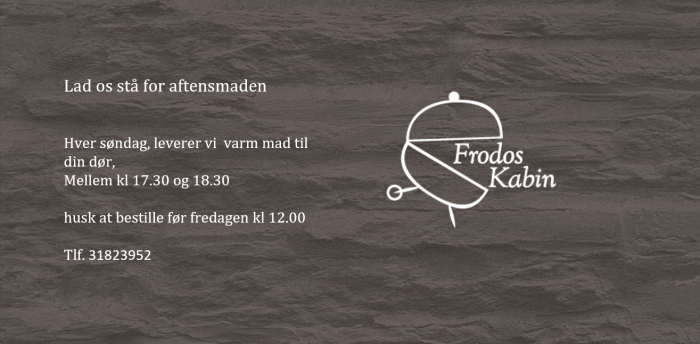 Lad os stå for aftensmaden
Hver søndag, leverer vi  varm mad til
din dør,
Mellem kl 17.30 og 18.30
husk at bestille før fredagen kl 12.00
Tlf. 31823952
Frodos
Kabin